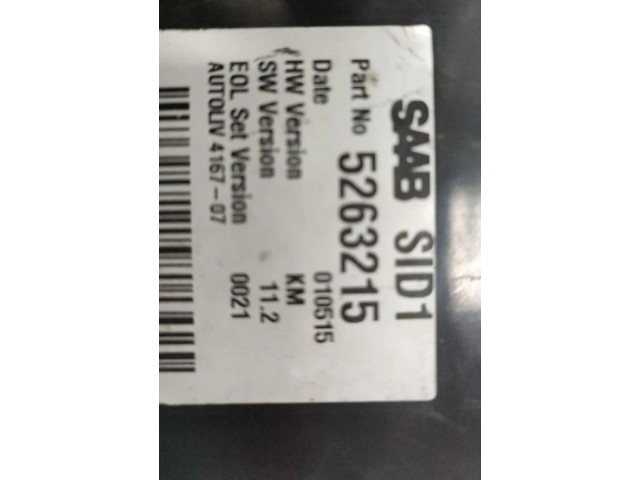 SAAB SID1
Part No 5263215
Date 010515
HW Version KM
SW Version 11.2
EOL Set Version 0021
AUTOLIV 4167-07